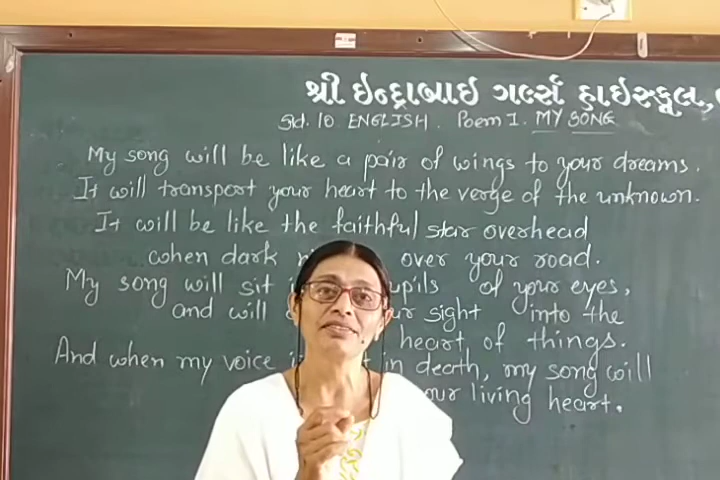 શ્રી ઇન્દ્રાબાઇ ગર્લ્સ હાઇસ્કૂલ,
Std. 10. ENGLISH. Poem 1. MY SONG
My song will be like a pair of wings to your dreams.
It will transport your heart to the verge of the unknown.
It will be like the faithful star overhead
when dark over your road.
My song will sit of your eyes,
and will sight into the
heart of things.
And when my voice in death, my song will
living heart.